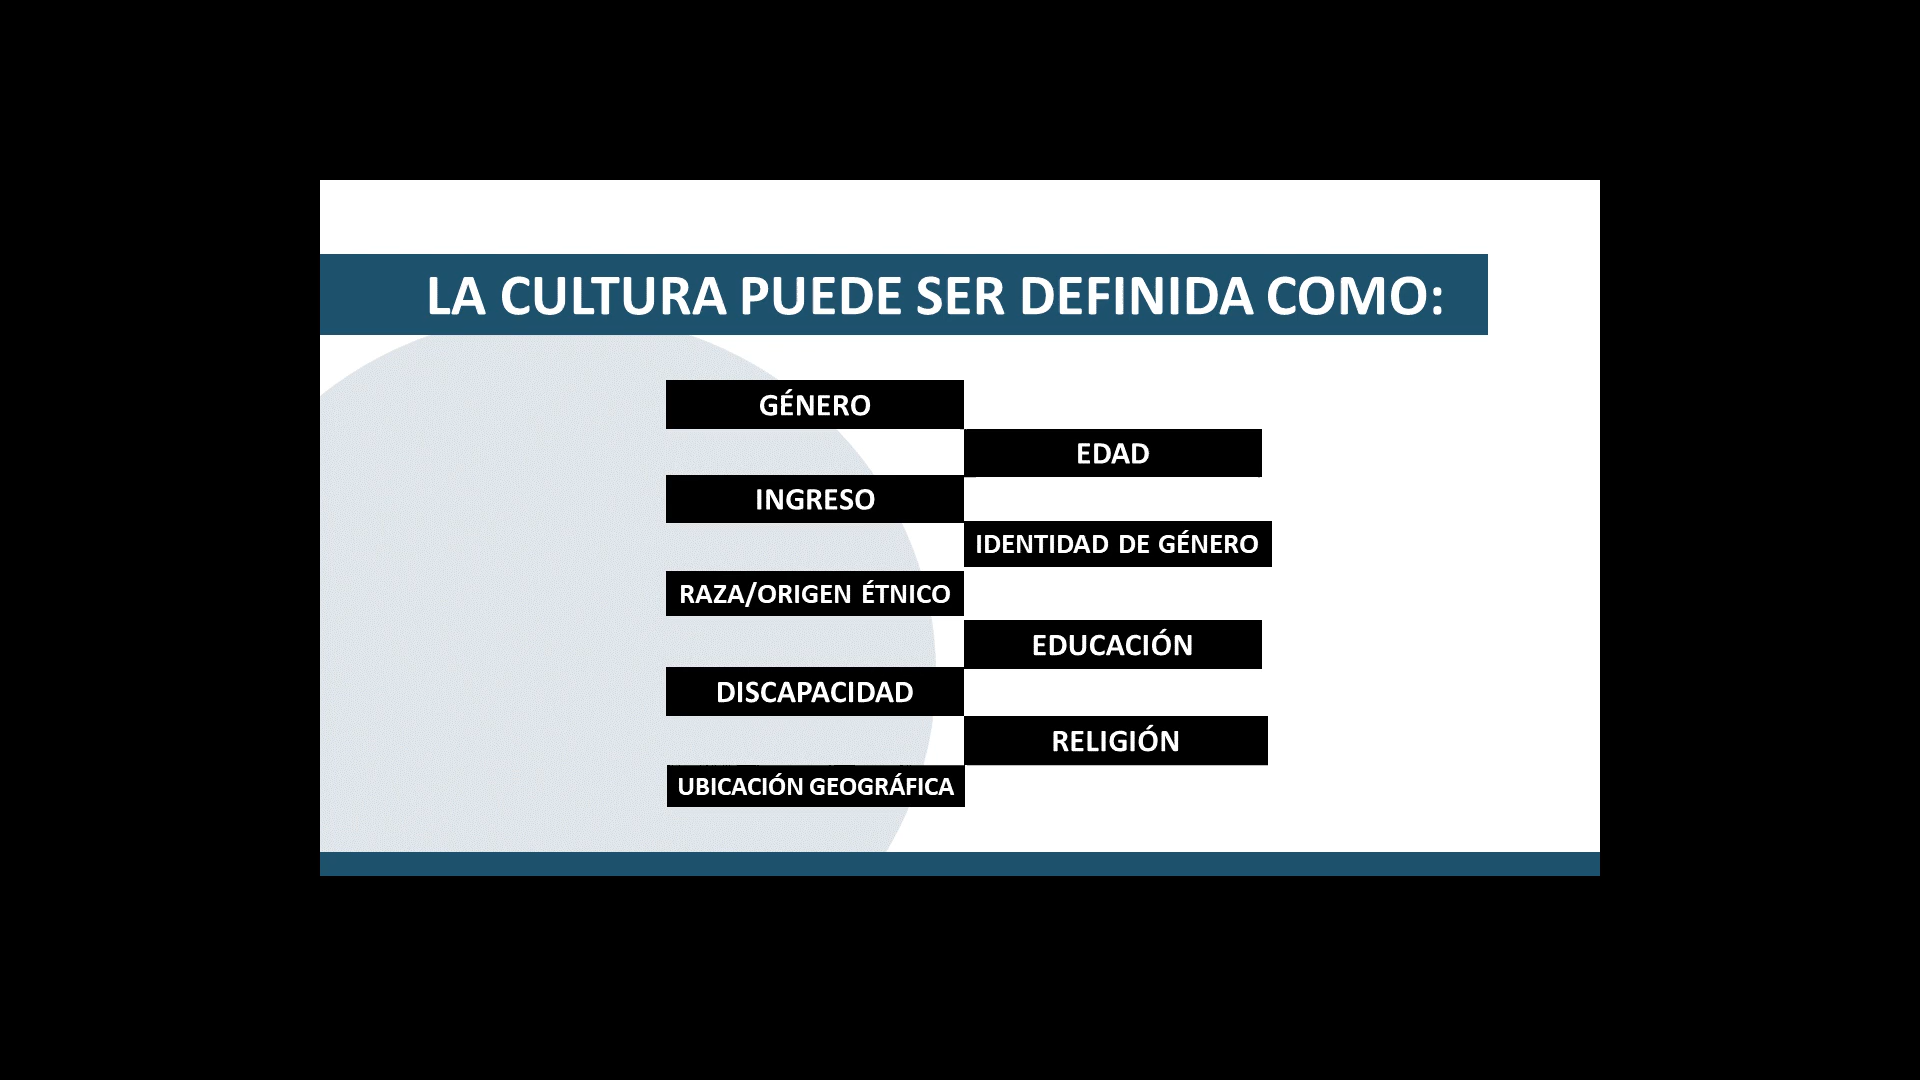 LA CULTURA PUEDE SER DEFINIDA COMO:
GÉNERO
EDAD
INGRESO
IDENTIDAD DE GÉNERO
RAZA/ORIGEN ÉTNICO
EDUCACIÓN
DISCAPACIDAD
RELIGIÓN
UBICACIÓN GEOGRÁFICA